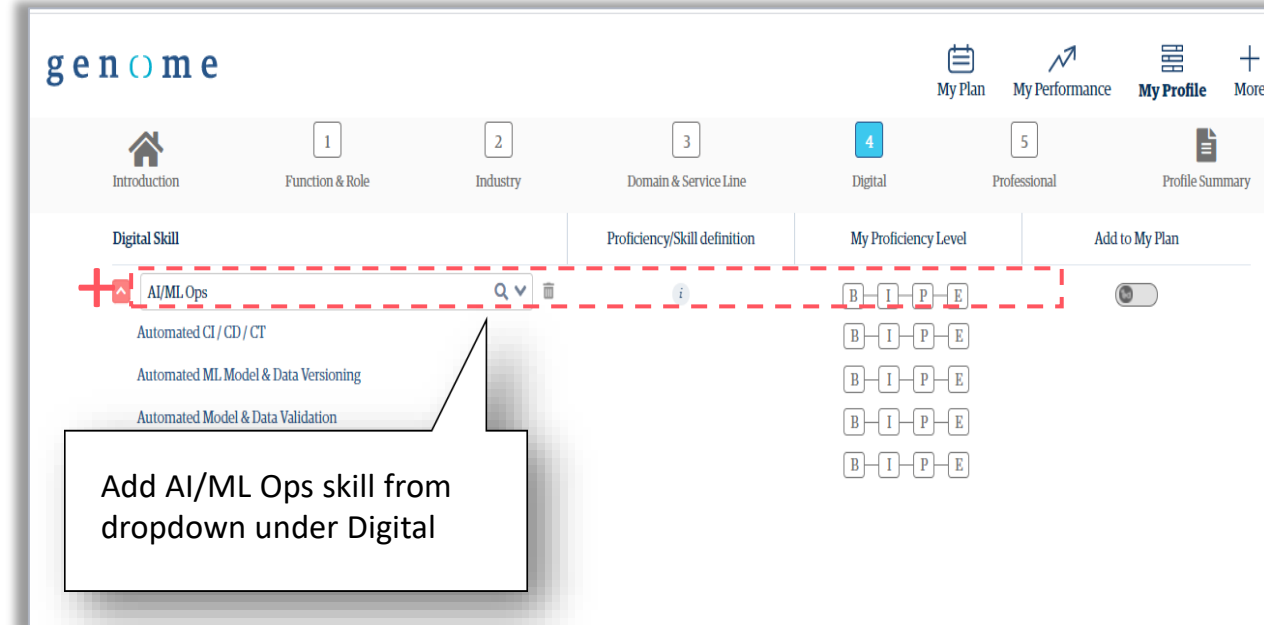 genome
My Plan
My Performance
My Profile
More
Introduction
1
Function & Role
2
Industry
3
Domain & Service Line
4
Digital
5
Professional
Profile Summary
Digital Skill
Proficiency/Skill definition
My Proficiency Level
Add to My Plan
AI/ML Ops
i
B I P E
Automated CI / CD / CT
B I P E
Automated ML Model & Data Versioning
B I P E
Automated Model & Data Validation
B I P E
B I P E
Add AI/ML Ops skill from
dropdown under Digital